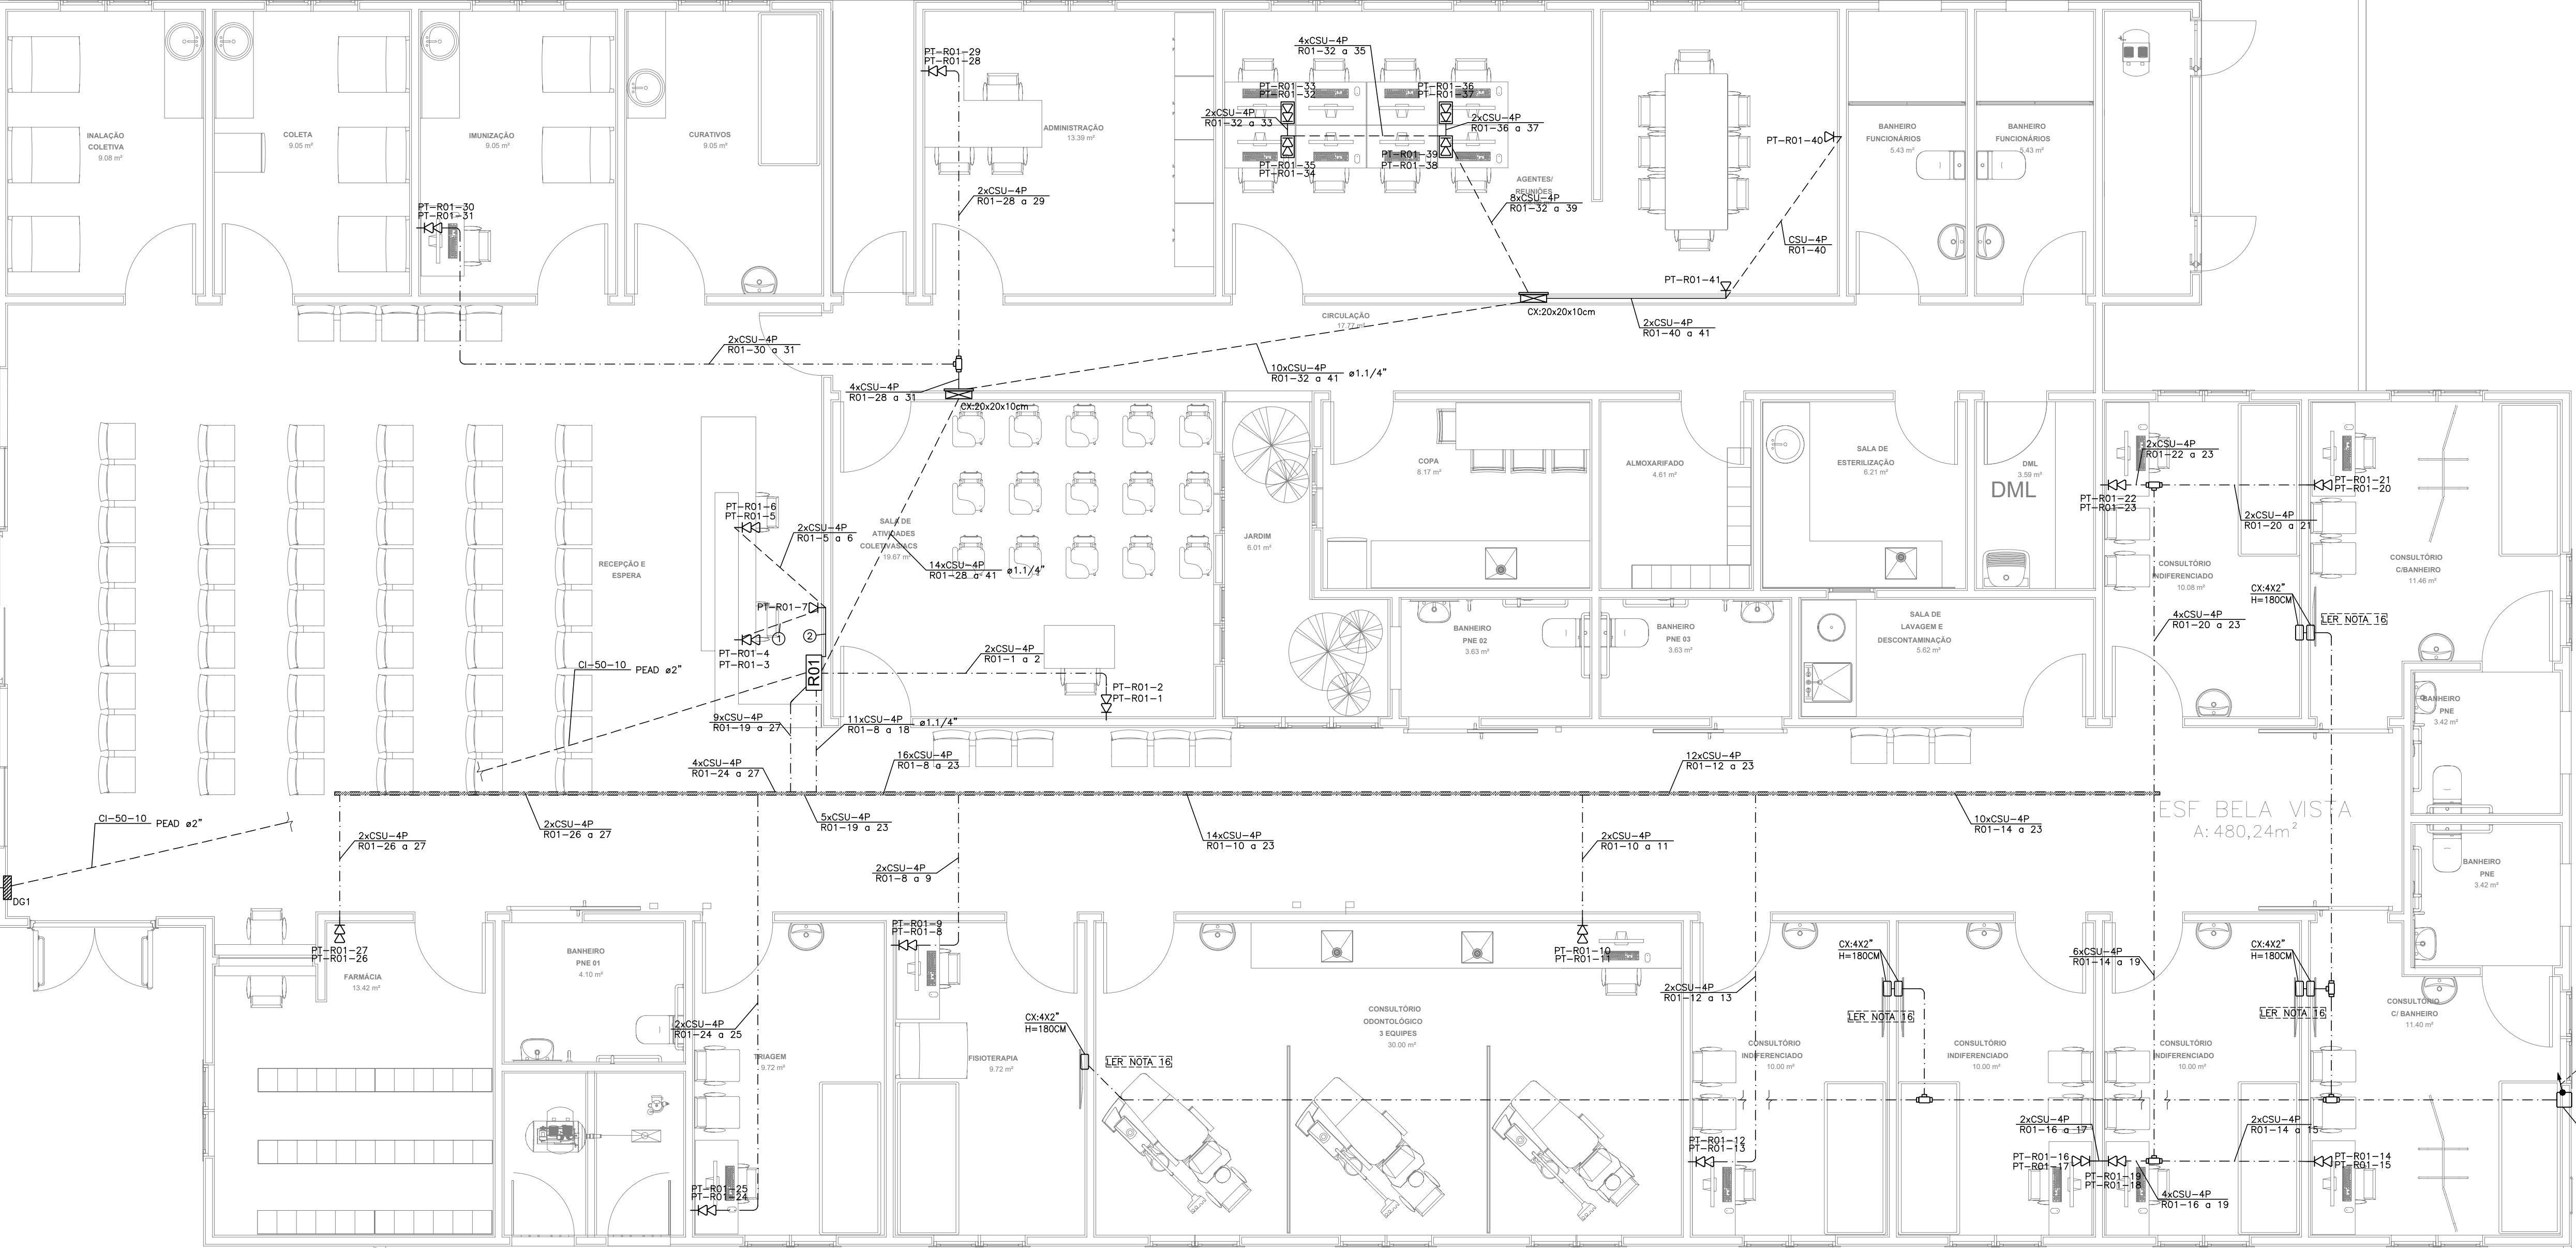 INALAÇÃO
COLETIVA
9.08 m²
COLETA
9.05 m²
IMUNIZAÇÃO
9.05 m²
CURATIVOS
9.05 m²
PT-R01-29
PT-R01-28
ADMINISTRAÇÃO
13.39 m²
2xCSU-4P
R01-28 a 29
4xCSU-4P
R01-32 a 35
PT-R01-33
PT-R01-32
PT-R01-36
PT-R01-37
2xCSU-4P
R01-32 a 33
2xCSU-4P
R01-36 a 37
PT-R01-35
PT-R01-34
PT-R01-39
PT-R01-38
AGENTES/
REUNIÕES
8xCSU-4P
R01-32 a 39
PT-R01-40
CSU-4P
R01-40
PT-R01-41
BANHEIRO
FUNCIONÁRIOS
5.43 m²
BANHEIRO
FUNCIONÁRIOS
5.43 m²
PT-R01-30
PT-R01-31
CX:20x20x10cm
CIRCULAÇÃO
17.77 m²
2xCSU-4P
R01-40 a 41
2xCSU-4P
R01-30 a 31
10xCSU-4P
R01-32 a 41 ø1.1/4"
4xCSU-4P
R01-28 a 31
CX:20x20x10cm
COPA
8.17 m²
ALMOXARIFADO
4.61 m²
SALA DE
ESTERILIZAÇÃO
6.21 m²
DML
3.59 m²
DML
2xCSU-4P
R01-22 a 23
PT-R01-22
PT-R01-23
PT-R01-21
PT-R01-20
2xCSU-4P
R01-20 a 21
PT-R01-6
PT-R01-5
2xCSU-4P
R01-5 a 6
SALA DE
ATIVIDADES
COLETIVAS/ACS
19.67 m²
14xCSU-4P
R01-28 a 41 ø1.1/4"
JARDIM
6.01 m²
RECEPÇÃO E
ESPERA
CONSULTÓRIO
INDIFERENCIADO
10.08 m²
CONSULTÓRIO
C/BANHEIRO
11.46 m²
CX:4X2"
H=180CM
LER NOTA 16
4xCSU-4P
R01-20 a 23
PT-R01-7
1
2
PT-R01-4
PT-R01-3
R01
2xCSU-4P
R01-1 a 2
PT-R01-2
PT-R01-1
BANHEIRO
PNE 02
3.63 m²
BANHEIRO
PNE 03
3.63 m²
SALA DE
LAVAGEM E
DESCONTAMINAÇÃO
5.62 m²
CI-50-10 PEAD ø2"
9xCSU-4P
R01-19 a 27
11xCSU-4P ø1.1/4"
R01-8 a 18
BANHEIRO
PNE
3.42 m²
4xCSU-4P
R01-24 a 27
16xCSU-4P
R01-8 a 23
12xCSU-4P
R01-12 a 23
CI-50-10 PEAD ø2"
2xCSU-4P
R01-26 a 27
2xCSU-4P
R01-26 a 27
5xCSU-4P
R01-19 a 23
14xCSU-4P
R01-10 a 23
2xCSU-4P
R01-10 a 11
10xCSU-4P
R01-14 a 23
ESF BELA VISTA
A: 480,24m²
2xCSU-4P
R01-8 a 9
BANHEIRO
PNE
3.42 m²
DG1
PT-R01-27
PT-R01-26
FARMÁCIA
13.42 m²
BANHEIRO
PNE 01
4.10 m²
PT-R01-9
PT-R01-8
PT-R01-10
PT-R01-11
CX:4X2"
H=180CM
6xCSU-4P
R01-14 a 19
CX:4X2"
H=180CM
2xCSU-4P
R01-12 a 13
LER NOTA 16
LER NOTA 16
CONSULTÓRIO
C/ BANHEIRO
11.40 m²
2xCSU-4P
R01-24 a 25
CX:4X2"
H=180CM
LER NOTA 16
CONSULTÓRIO
ODONTOLÓGICO
3 EQUIPES
30.00 m²
TRIAGEM
9.72 m²
FISIOTERAPIA
9.72 m²
CONSULTÓRIO
INDIFERENCIADO
10.00 m²
CONSULTÓRIO
INDIFERENCIADO
10.00 m²
CONSULTÓRIO
INDIFERENCIADO
10.00 m²
PT-R01-12
PT-R01-13
2xCSU-4P
R01-16 a 17
2xCSU-4P
R01-14 a 15
PT-R01-16
PT-R01-17
PT-R01-19
PT-R01-18
PT-R01-14
PT-R01-15
4xCSU-4P
R01-16 a 19
PT-R01-25
PT-R01-24